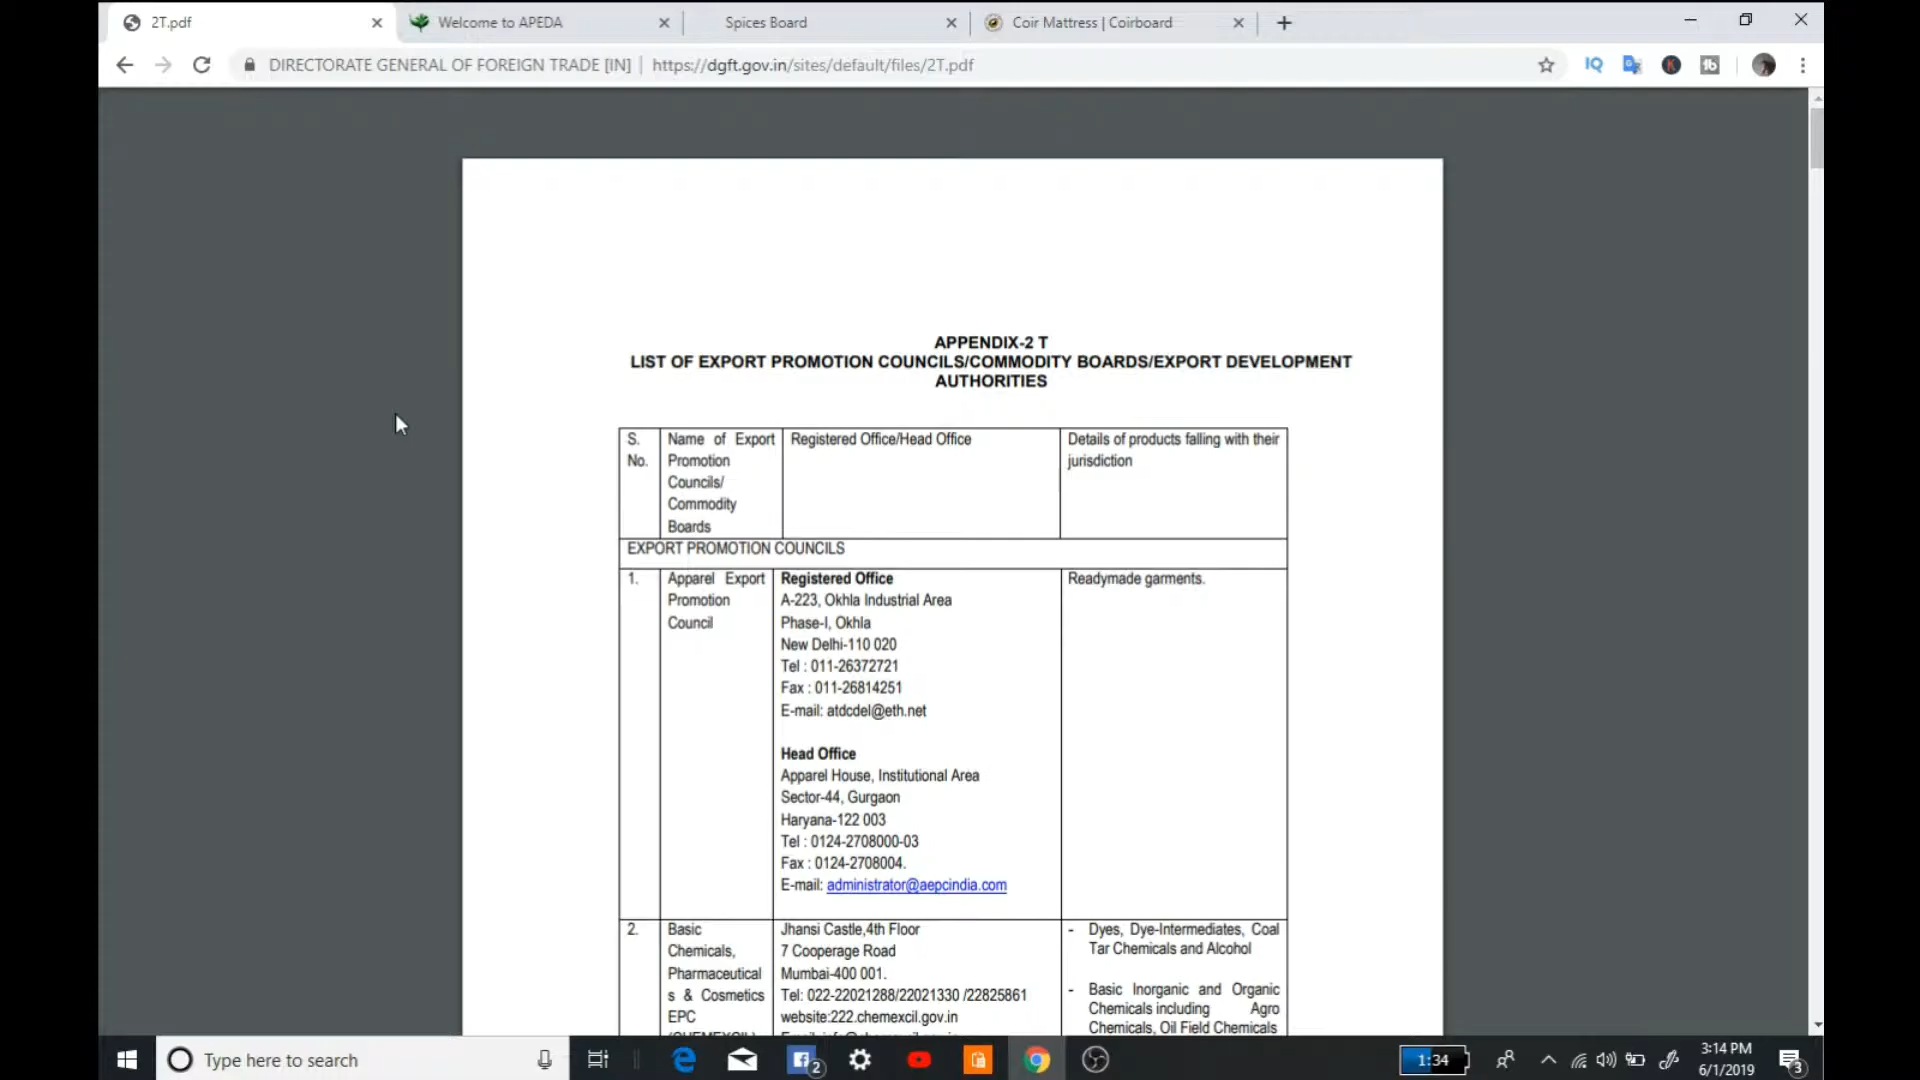 2T.pdf
Welcome to APEDA
Spices Board
Coir Mattress | Coirboard
DIRECTORATE GENERAL OF FOREIGN TRADE [IN] | https://dgft.gov.in/sites/default/files/2T.pdf
IQ
APPENDIX-2 T
LIST OF EXPORT PROMOTION COUNCILS/COMMODITY BOARDS/EXPORT DEVELOPMENT
AUTHORITIES
S. No.
Name of Export
Promotion
Councils/
Commodity
Boards
Registered Office/Head Office
Details of products falling with their
jurisdiction
EXPORT PROMOTION COUNCILS
1.
Apparel Export
Promotion
Council
Registered Office
A-223, Okhla Industrial Area
Phase-I, Okhla
New Delhi-110 020
Tel : 011-26372721
Fax : 011-26814251
E-mail: atdcdel@eth.net
Head Office
Apparel House, Institutional Area
Sector-44, Gurgaon
Haryana-122 003
Tel : 0124-2708000-03
Fax : 0124-2708004.
E-mail: administrator@aepcindia.com
Readymade garments.
2.
Basic
Chemicals,
Pharmaceutical
s & Cosmetics
EPC
Jhansi Castle,4th Floor
7 Cooperage Road
Mumbai-400 001.
Tel: 022-22021288/22021330 /22825861
website:222.chemexcil.gov.in
- Dyes, Dye-Intermediates, Coal
Tar Chemicals and Alcohol
- Basic Inorganic and Organic
Chemicals including Agro
Chemicals, Oil Field Chemicals
Type here to search
2
1:34
3:14 PM
6/1/2019
3